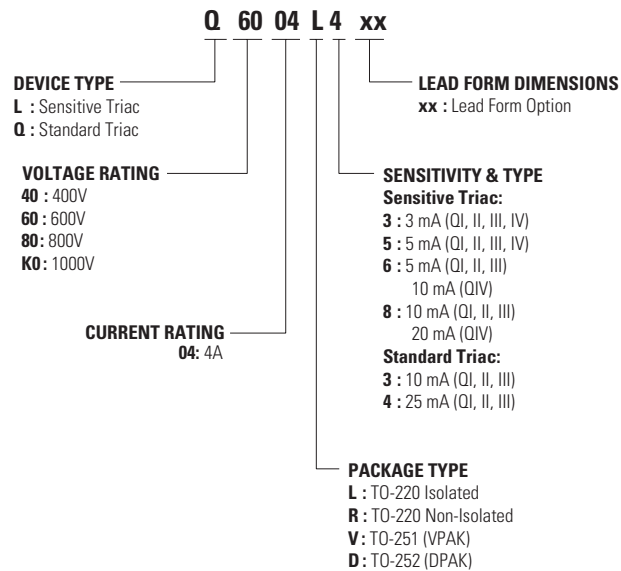 Q 60 04 L 4 xx
DEVICE TYPE
L : Sensitive Triac
Q : Standard Triac
VOLTAGE RATING
40 : 400V
60 : 600V
80 : 800V
K0 : 1000V
CURRENT RATING
04: 4A
LEAD FORM DIMENSIONS
xx : Lead Form Option
SENSITIVITY & TYPE
Sensitive Triac:
3 : 3 mA (QI, II, III, IV)
5 : 5 mA (QI, II, III, IV)
6 : 5 mA (QI, II, III)
10 mA (QIV)
8 : 10 mA (QI, II, III)
20 mA (QIV)
Standard Triac:
3 : 10 mA (QI, II, III)
4 : 25 mA (QI, II, III)
PACKAGE TYPE
L : TO-220 Isolated
R : TO-220 Non-Isolated
V : TO-251 (VPAK)
D : TO-252 (DPAK)